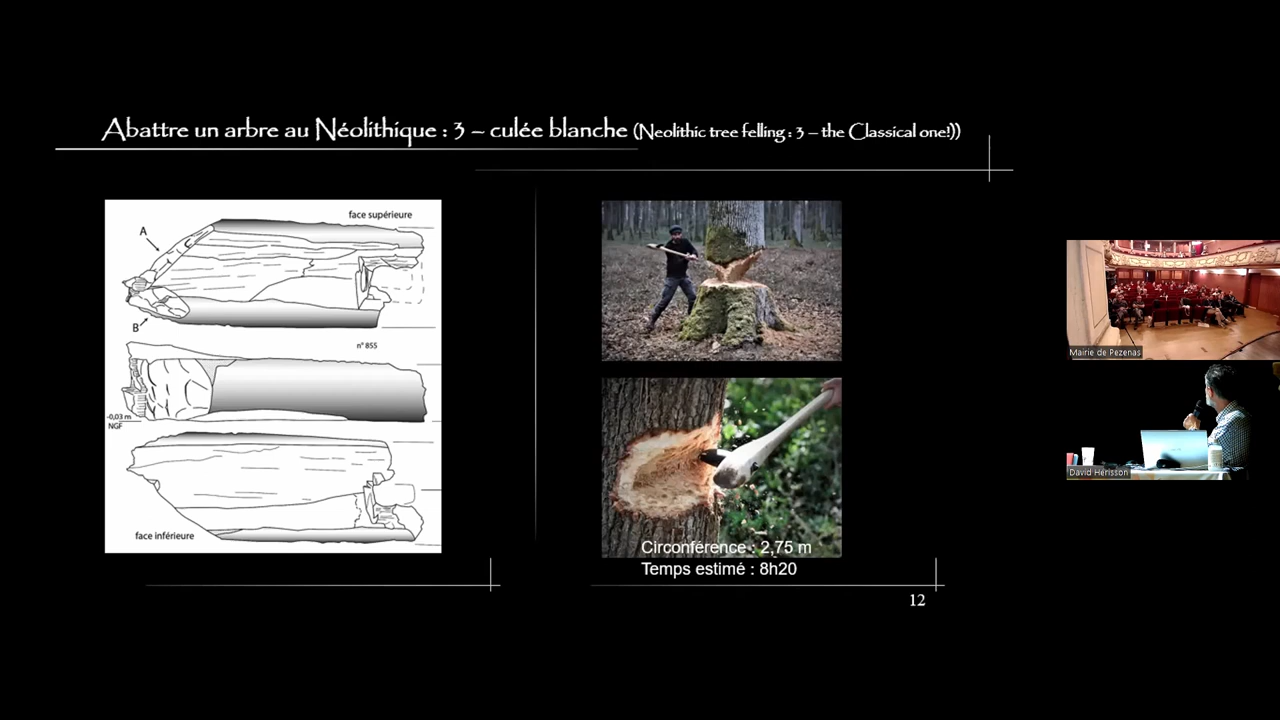 Abattre un arbre au Néolithique : 3 – culée blanche (Neolithic tree felling : 3 – the Classical one!))
face supérieure
A
B
n° 855
-0,03 m
NGF
face inférieure
Circonférence : 2,75 m
Temps estimé : 8h20
12
Mairie de Pezenas
David Herisson